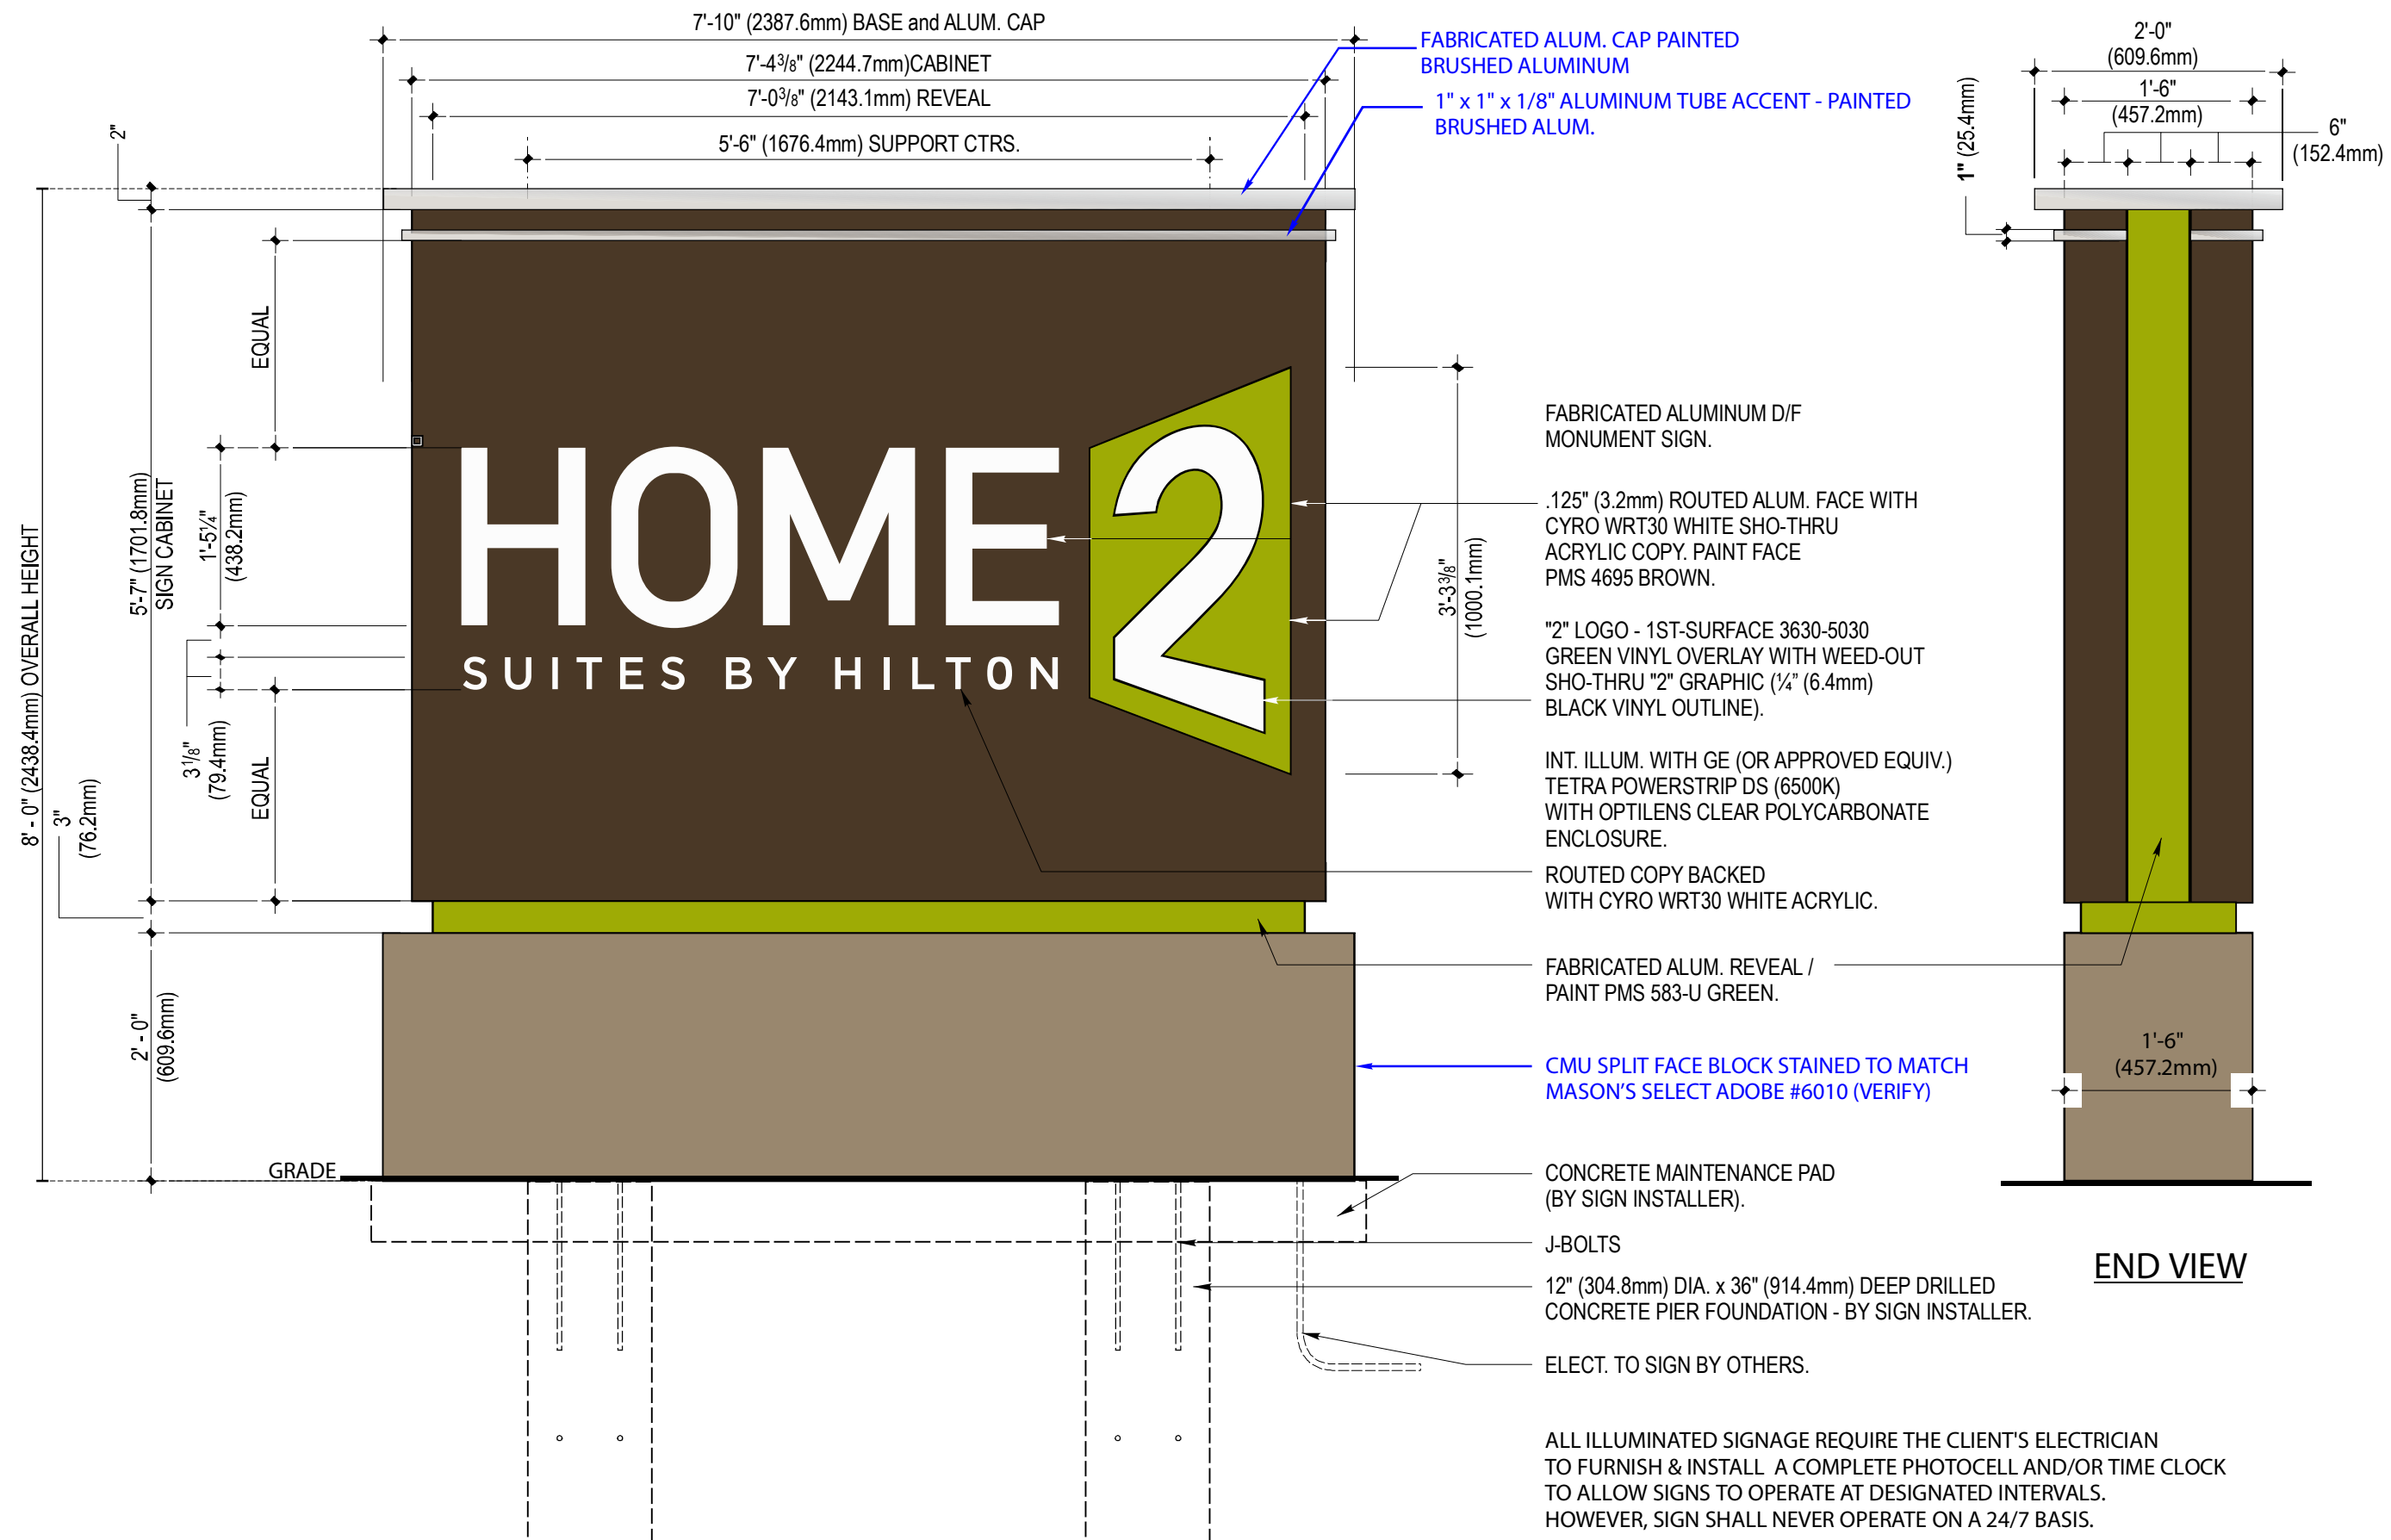 7'-10" (2387.6mm) BASE and ALUM. CAP
7'-4 3/8" (2244.7mm)CABINET
7'-0 3/8" (2143.1mm) REVEAL
5'-6" (1676.4mm) SUPPORT CTRS.
FABRICATED ALUM. CAP PAINTED
BRUSHED ALUMINUM
1" x 1" x 1/8" ALUMINUM TUBE ACCENT - PAINTED
BRUSHED ALUM.
2'-0"
(609.6mm)
1'-6"
(457.2mm)
6"
(152.4mm)
1" (25.4mm)
2"
8' - 0" (2438.4mm) OVERALL HEIGHT
5'-7" (1701.8mm)
SIGN CABINET
EQUAL
1'-5¼"
(438.2mm)
3 1/8"
(79.4mm)
EQUAL
3"
(76.2mm)
2' - 0"
(609.6mm)
HOME2
SUITES BY HILTON
3'-3 3/8"
(1000.1mm)
FABRICATED ALUMINUM D/F
MONUMENT SIGN.
.125" (3.2mm) ROUTED ALUM. FACE WITH
CYRO WRT30 WHITE SHO-THRU
ACRYLIC COPY. PAINT FACE
PMS 4695 BROWN.
"2" LOGO - 1ST-SURFACE 3630-5030
GREEN VINYL OVERLAY WITH WEED-OUT
SHO-THRU "2" GRAPHIC (¼” (6.4mm)
BLACK VINYL OUTLINE).
INT. ILLUM. WITH GE (OR APPROVED EQUIV.)
TETRA POWERSTRIP DS (6500K)
WITH OPTILENS CLEAR POLYCARBONATE
ENCLOSURE.
ROUTED COPY BACKED
WITH CYRO WRT30 WHITE ACRYLIC.
FABRICATED ALUM. REVEAL /
PAINT PMS 583-U GREEN.
CMU SPLIT FACE BLOCK STAINED TO MATCH
MASON'S SELECT ADOBE #6010 (VERIFY)
1'-6"
(457.2mm)
GRADE
CONCRETE MAINTENANCE PAD
(BY SIGN INSTALLER).
J-BOLTS
12" (304.8mm) DIA. x 36" (914.4mm) DEEP DRILLED
CONCRETE PIER FOUNDATION - BY SIGN INSTALLER.
ELECT. TO SIGN BY OTHERS.
END VIEW
ALL ILLUMINATED SIGNAGE REQUIRE THE CLIENT'S ELECTRICIAN
TO FURNISH & INSTALL A COMPLETE PHOTOCELL AND/OR TIME CLOCK
TO ALLOW SIGNS TO OPERATE AT DESIGNATED INTERVALS.
HOWEVER, SIGN SHALL NEVER OPERATE ON A 24/7 BASIS.